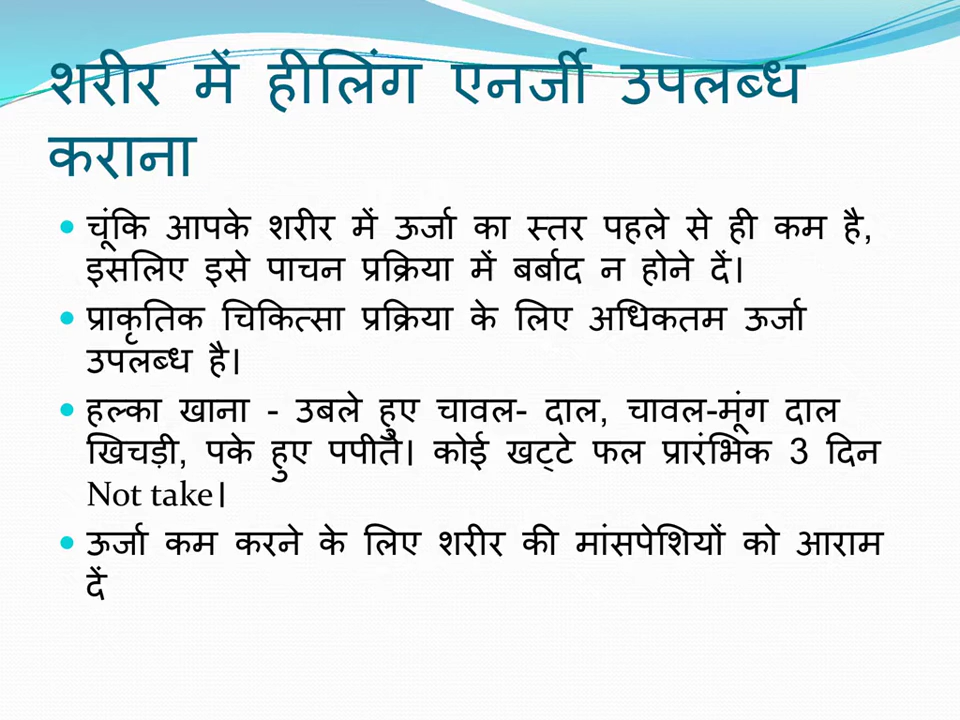 शरीर में हीलिंग एनर्जी उपलब्ध
कराना
चूंकि आपके शरीर में ऊर्जा का स्तर पहले से ही कम है,
इसलिए इसे पाचन प्रक्रिया में बर्बाद न होने दें।
प्राकृतिक चिकित्सा प्रक्रिया के लिए अधिकतम ऊर्जा
उपलब्ध है।
हल्का खाना - उबले हुए चावल- दाल, चावल-मूंग दाल
खिचड़ी, पके हुए पपीते। कोई खट्टे फल प्रारंभिक 3 दिन
Not take।
ऊर्जा कम करने के लिए शरीर की मांसपेशियों को आराम
दें